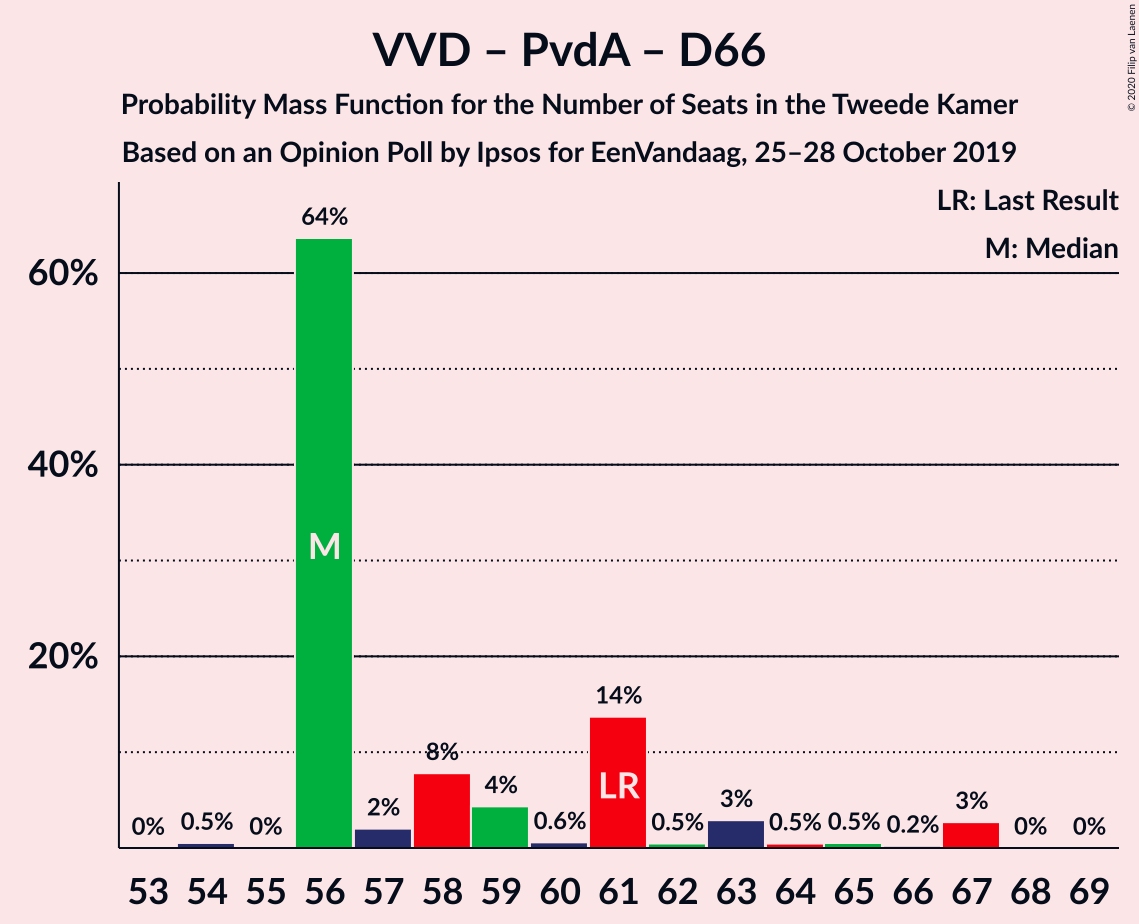 VVD – PvdA – D66
Probability Mass Function for the Number of Seats in the Tweede Kamer
Based on an Opinion Poll by Ipsos for EenVandaag, 25–28 October 2019
© 2020 Filip van Laenen
LR: Last Result
M: Median
60%
40%
20%
0%
0.5%
0%
64%
2%
8%
4%
0.6%
14%
0.5%
3%
0.5%
0.5%
0.2%
3%
0%
0%
M
LR
53 54 55 56 57 58 59 60 61 62 63 64 65 66 67 68 69